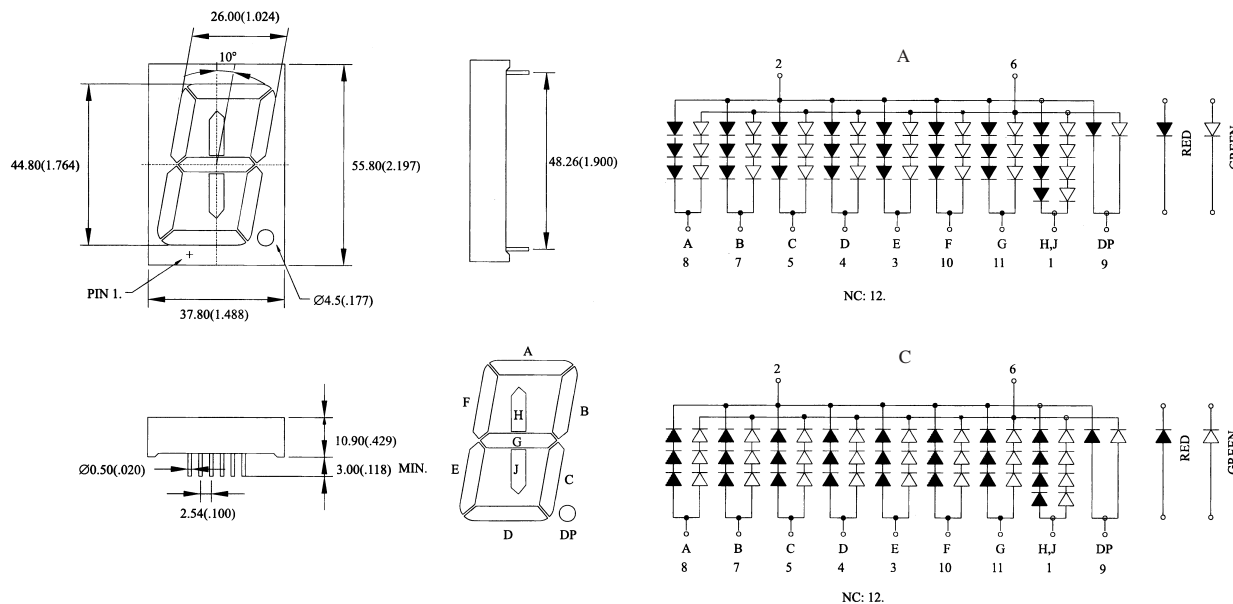 26.00(1.024)
10°
44.80(1.764)
55.80(2.197)
48.26(1.900)
PIN 1.
+
Ø4.5(.177)
37.80(1.488)
A
2 6
A B C D E F G H,J DP
8 7 5 4 3 10 11 1 9
NC: 12.
RED
GREEN
10.90(.429)
Ø0.50(.020)
3.00(.118) MIN.
2.54(.100)
A
F
H
B
G
E
J
C
D
DP
C
2 6
A B C D E F G H,J DP
8 7 5 4 3 10 11 1 9
NC: 12.
RED
GREEN